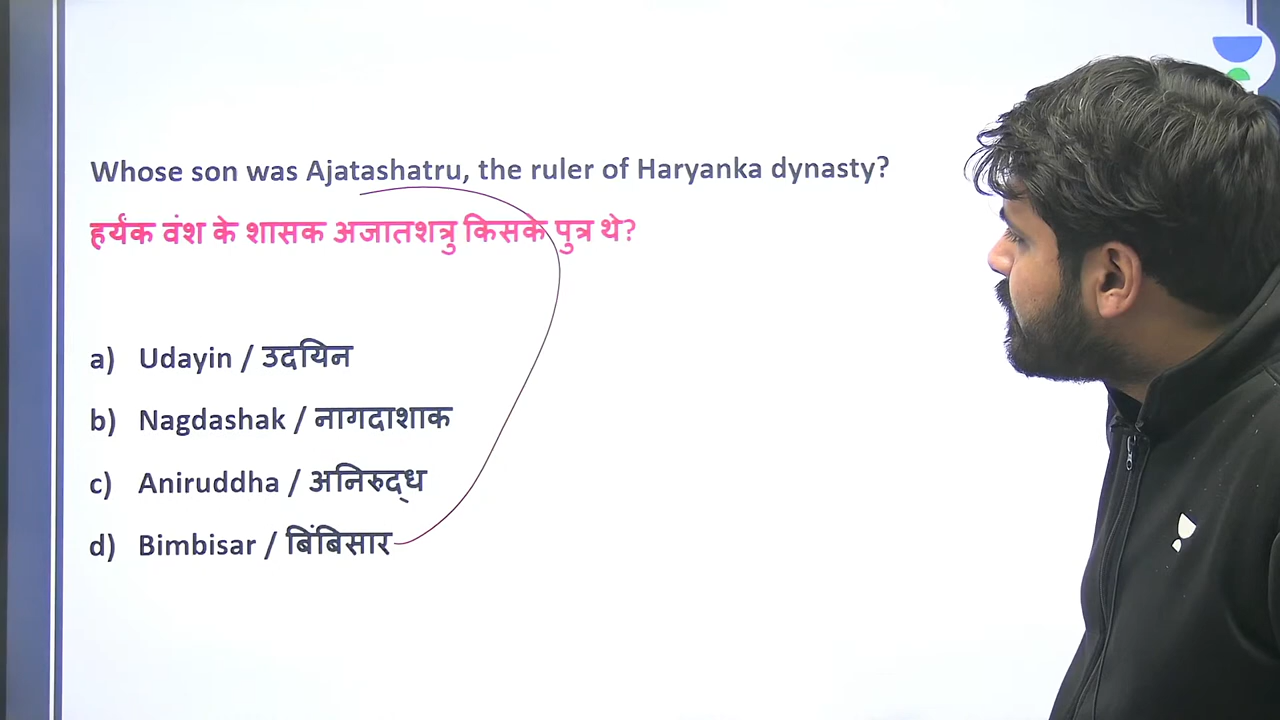 Whose son was Ajatashatru, the ruler of Haryanka dynasty?
हर्यंक वंश के शासक अजातशत्रु किसके पुत्र थे?
a) Udayin / उदयिन
b) Nagdashak / नागदाशाक
c) Aniruddha / अनिरुद्ध
d) Bimbisar / बिंबिसार